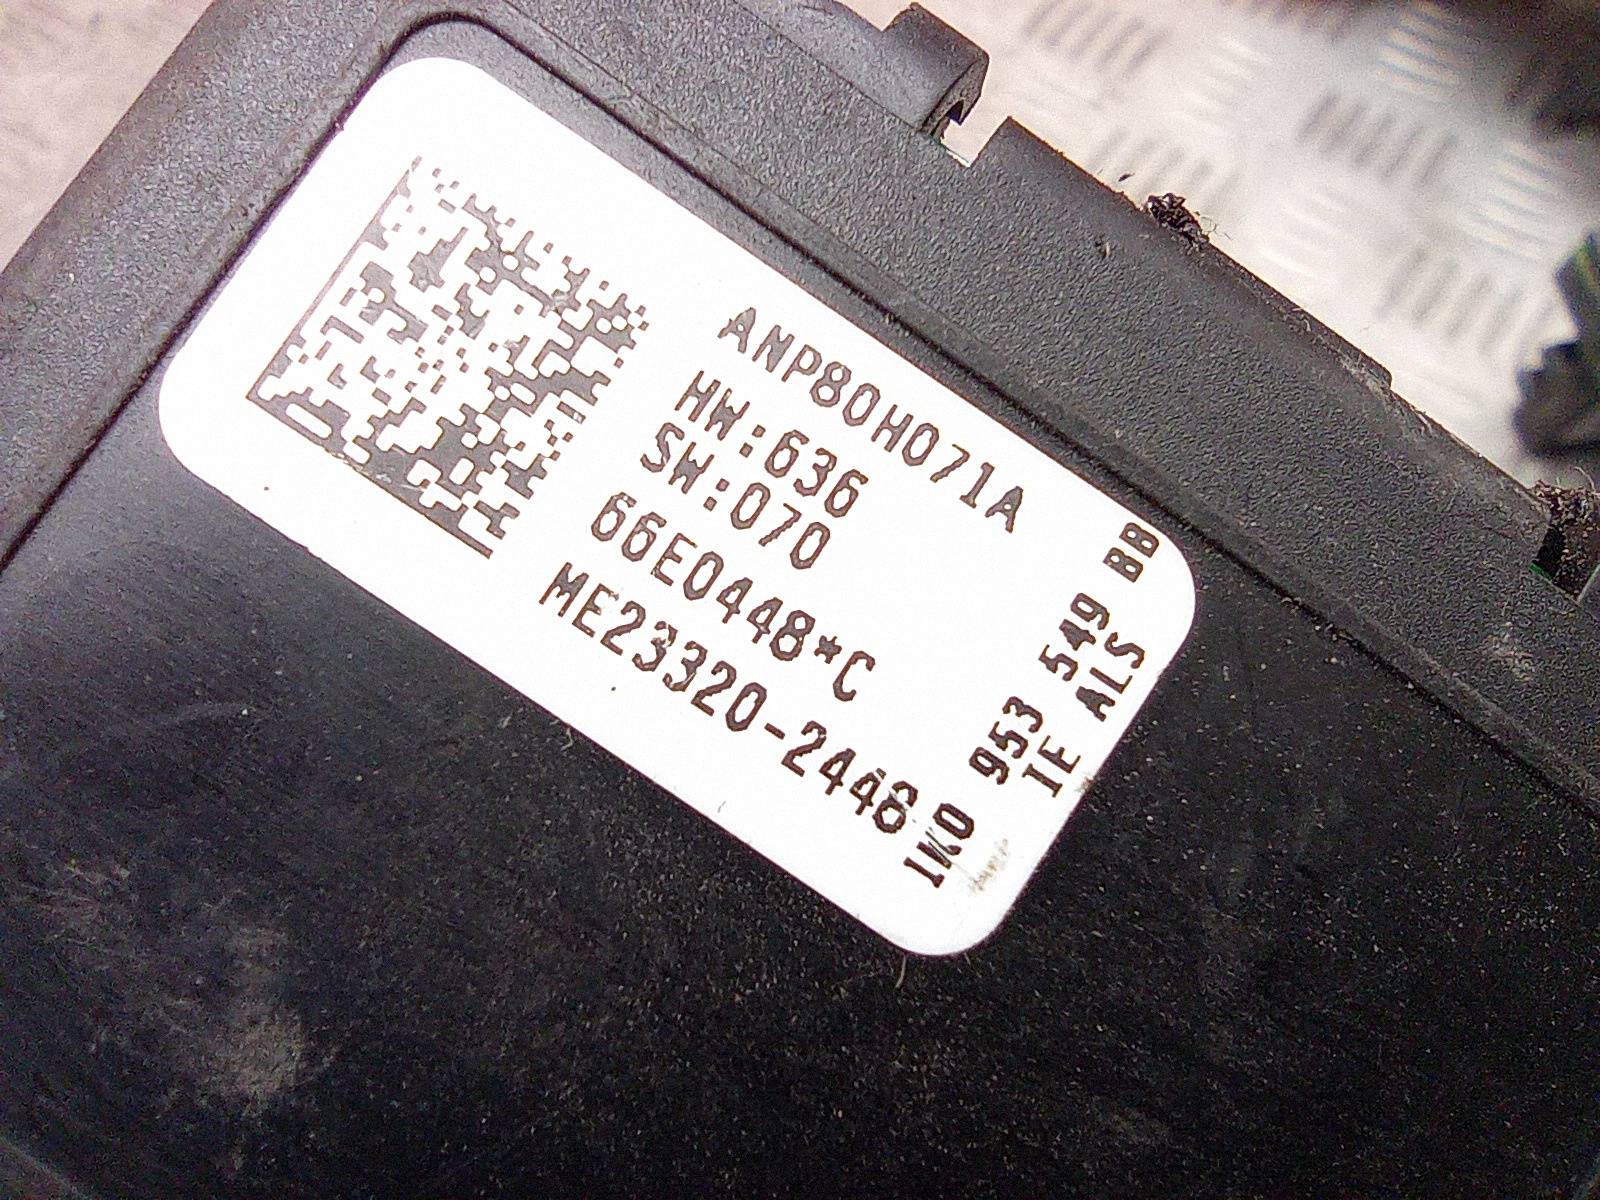 ANP80H071A
HW:636
SW:070
66E0448*C
ME23320-2448
1K0 953 549 BB
IE ALS